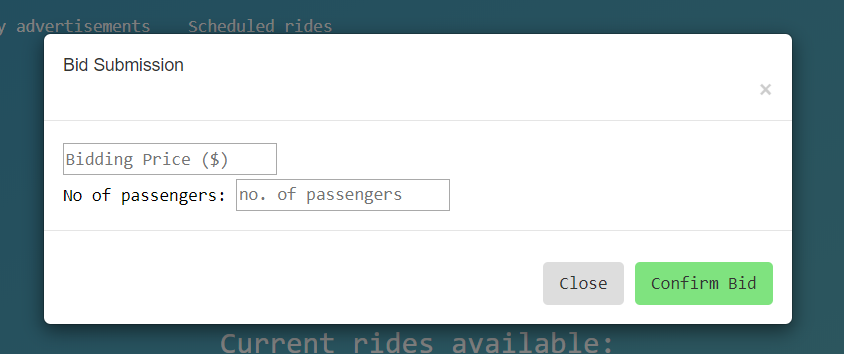 y advertisements Scheduled rides
Bid Submission
×
Bidding Price ($)
No of passengers: no. of passengers
Close Confirm Bid
Current rides available: